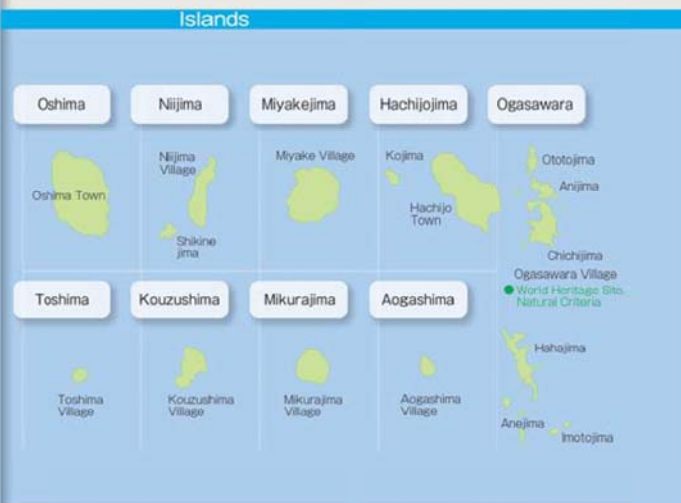 Islands
Oshima
Niijima
Miyakejima
Hachijojima
Ogasawara
Oshima Town
Niijima
Village
Shikine
jima
Miyake Village
Kojima
Hachijo
Town
Ototojima
Anijima
Chichijima
Ogasawara Village
World Heritage Site.
Natural Criteria
Hahajima
Anejima
Imotojima
Toshima
Kouzushima
Mikurajima
Aogashima
Toshima
Village
Kouzushima
Village
Mikurajima
Village
Aogashima
Village